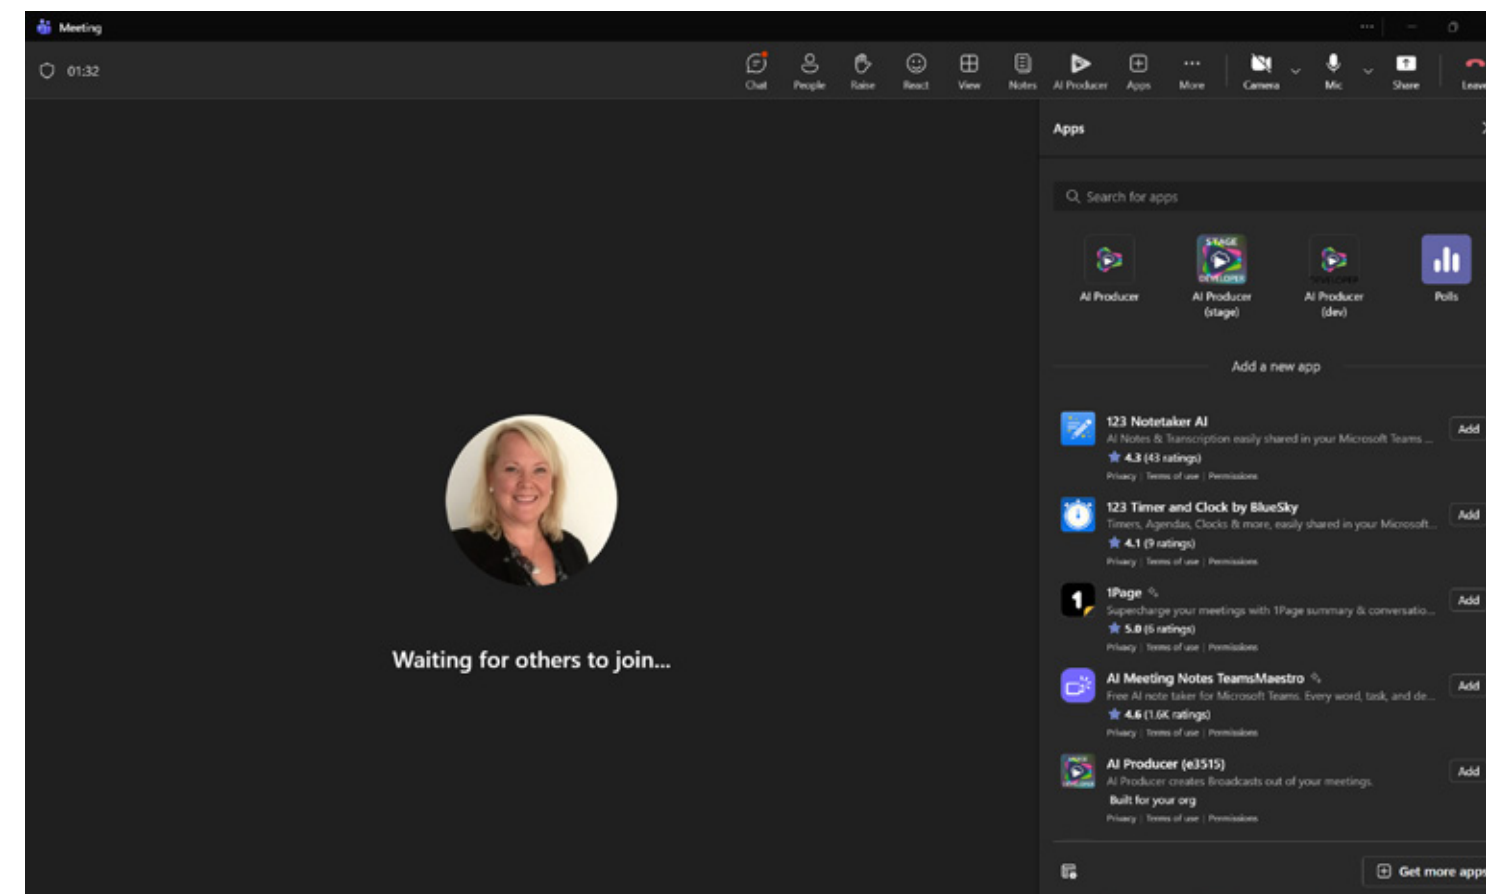 Meeting
01:32
Chat
People
Raise
React
View
Notes
AI Producer
Apps
More
Camera
Mic
Share
Leave
Apps
Search for apps
STAGE
DEVELOPER
AI Producer
AI Producer
(stage)
AI Producer
(dev)
Polls
Add a new app
123 Notetaker AI
AI Notes & Transcription easily shared in your Microsoft Teams ...
4.3 (43 ratings)
Privacy | Terms of use | Permissions
Add
123 Timer and Clock by BlueSky
Timers, Agendas, Clocks & more, easily shared in your Microsoft...
4.1 (9 ratings)
Privacy | Terms of use | Permissions
Add
1Page
Supercharge your meetings with 1Page summary & conversatio...
5.0 (6 ratings)
Privacy | Terms of use | Permissions
Add
AI Meeting Notes TeamsMaestro
Free AI note taker for Microsoft Teams. Every word, task, and de...
4.6 (1.6K ratings)
Privacy | Terms of use | Permissions
Add
AI Producer (e3515)
AI Producer creates Broadcasts out of your meetings.
Built for your org
Privacy | Terms of use | Permissions
Add
Waiting for others to join...
Get more apps